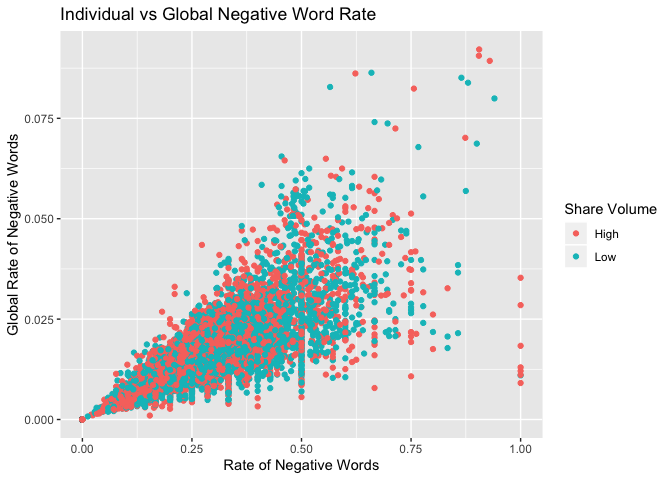 Individual vs Global Negative Word Rate
Global Rate of Negative Words
0.075
0.050
0.025
0.000
0.00 0.25 0.50 0.75 1.00
Rate of Negative Words
Share Volume
High
Low